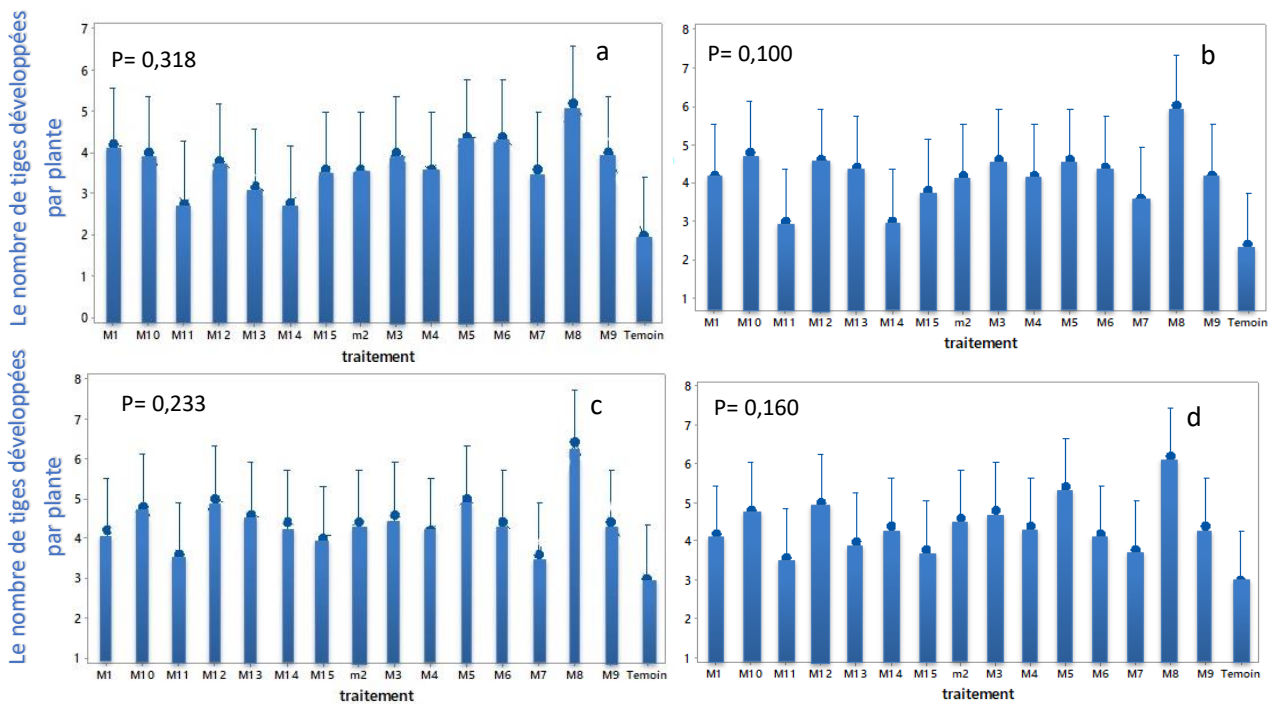 Le nombre de tiges développées
par plante
7
6
5
4
3
2
1
0
P= 0,318
a
M1 M10 M11 M12 M13 M14 M15 m2 M3 M4 M5 M6 M7 M8 M9 Temoin
traitement
8
7
6
5
4
3
2
1
P= 0,100
b
M1 M10 M11 M12 M13 M14 M15 m2 M3 M4 M5 M6 M7 M8 M9 Temoin
traitement
Le nombre de tiges développées
par plante
8
7
6
5
4
3
2
1
P= 0,233
c
M1 M10 M11 M12 M13 M14 M15 m2 M3 M4 M5 M6 M7 M8 M9 Temoin
traitement
8
7
6
5
4
3
2
1
P= 0,160
d
M1 M10 M11 M12 M13 M14 M15 m2 M3 M4 M5 M6 M7 M8 M9 Temoin
traitement